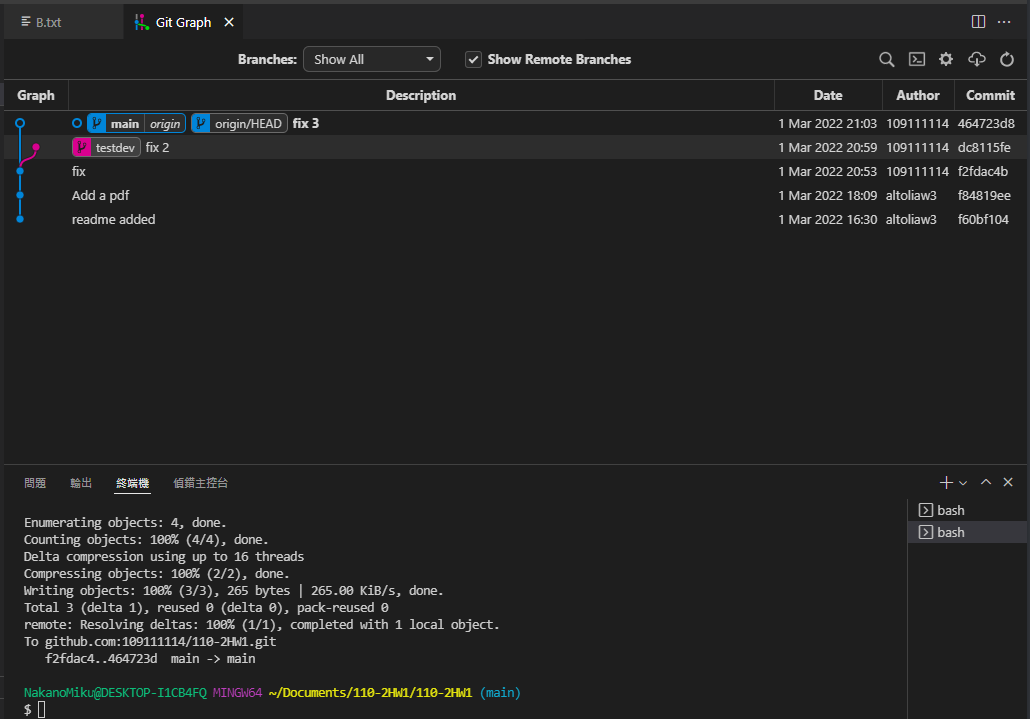 B.txt Git Graph
Branches: Show All Show Remote Branches
Graph Description Date Author Commit
main origin origin/HEAD fix 3 1 Mar 2022 21:03 109111114 464723d8
testdev fix 2 1 Mar 2022 20:59 109111114 dc8115fe
fix 1 Mar 2022 20:53 109111114 f2fdac4b
Add a pdf 1 Mar 2022 18:09 altoliaw3 f84819ee
readme added 1 Mar 2022 16:30 altoliaw3 f60bf104
問題 輸出 終端機 偵錯主控台
bash
bash
Enumerating objects: 4, done.
Counting objects: 100% (4/4), done.
Delta compression using up to 16 threads
Compressing objects: 100% (2/2), done.
Writing objects: 100% (3/3), 265 bytes | 265.00 KiB/s, done.
Total 3 (delta 1), reused 0 (delta 0), pack-reused 0
remote: Resolving deltas: 100% (1/1), completed with 1 local object.
To github.com:109111114/110-2HW1.git
f2fdac4..464723d main -> main
NakanoMiku@DESKTOP-I1CB4FQ MINGW64 ~/Documents/110-2HW1/110-2HW1 (main)
$